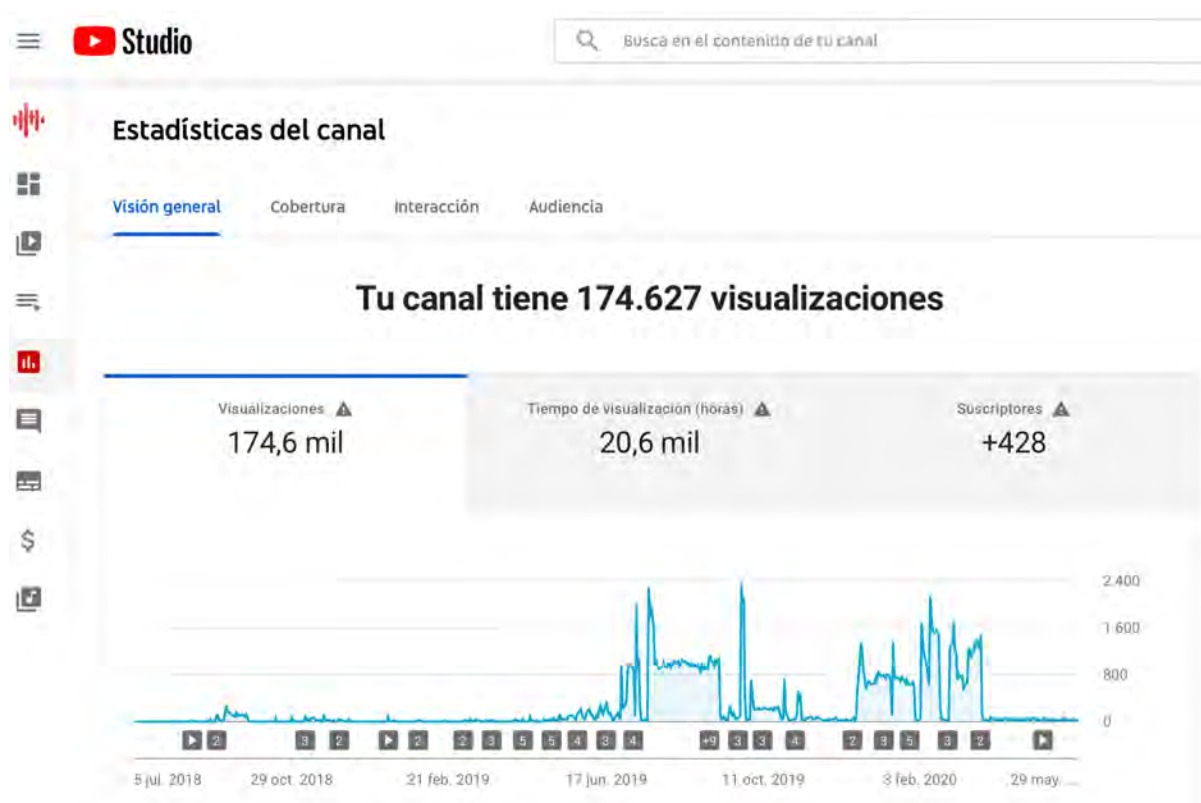 Studio
Busca en el contenido de tu canal
Estadísticas del canal
Visión general Cobertura Interacción Audiencia
Tu canal tiene 174.627 visualizaciones
Visualizaciones Tiempo de visualización (horas) Suscriptores
174,6 mil 20,6 mil +428
2.400
1.600
800
0
2 3 2 2 2 3 5 5 4 3 4 +9 3 3 4 2 3 5 3 2
5 jul. 2018 29 oct. 2018 21 feb. 2019 17 jun. 2019 11 oct. 2019 3 feb. 2020 29 may. ...